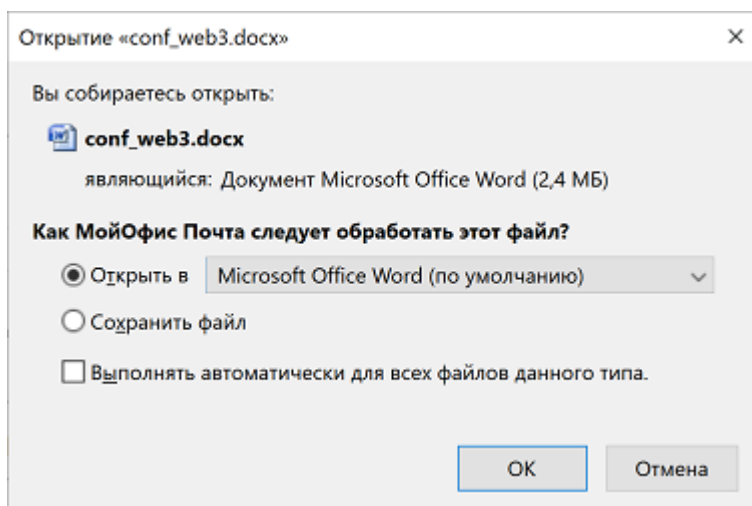 Открытие «conf_web3.docx»
Вы собираетесь открыть:
conf_web3.docx
являющийся: Документ Microsoft Office Word (2,4 МБ)
Как МойОфис Почта следует обработать этот файл?
Открыть в Microsoft Office Word (по умолчанию)
Сохранить файл
Выполнять автоматически для всех файлов данного типа.
ОК Отмена